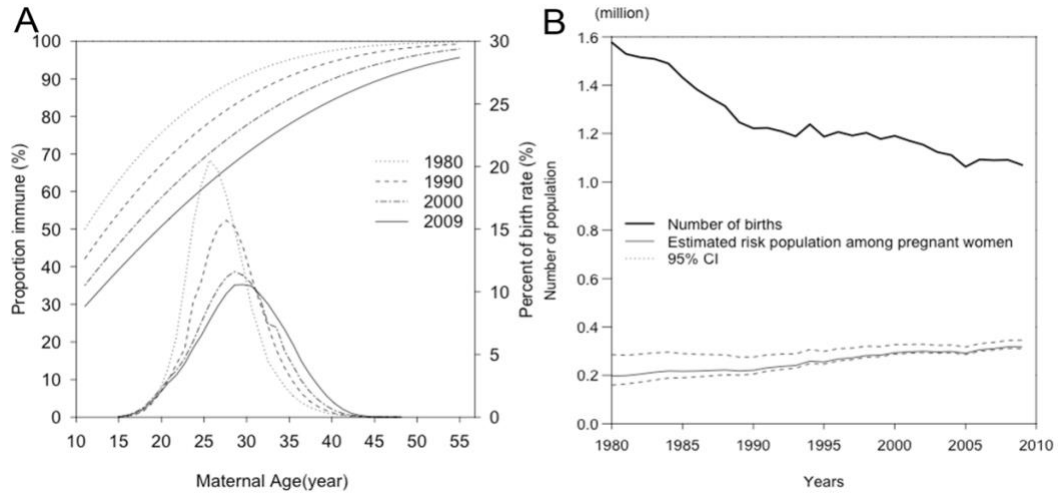 A
100
90
80
70
60
50
40
30
20
10
0
Proportion immune (%)
30
25
20
15
10
5
0
Percent of birth rate (%)
1980
1990
2000
2009
10 15 20 25 30 35 40 45 50 55
Maternal Age(year)
B
(million)
1.6
1.4
1.2
1.0
0.8
0.6
0.4
0.2
0.0
Number of population
Number of births
Estimated risk population among pregnant women
95% CI
1980 1985 1990 1995 2000 2005 2010
Years